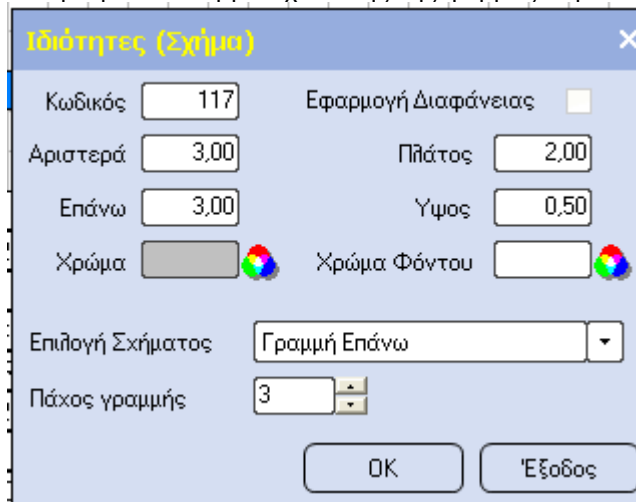 Ιδιότητες (Σχήμα)
Κωδικός 117 Εφαρμογή Διαφάνειας
Αριστερά 3,00 Πλάτος 2,00
Επάνω 3,00 Υψος 0,50
Χρώμα Χρώμα Φόντου
Επιλογή Σχήματος Γραμμή Επάνω
Πάχος γραμμής 3
OK Έξοδος